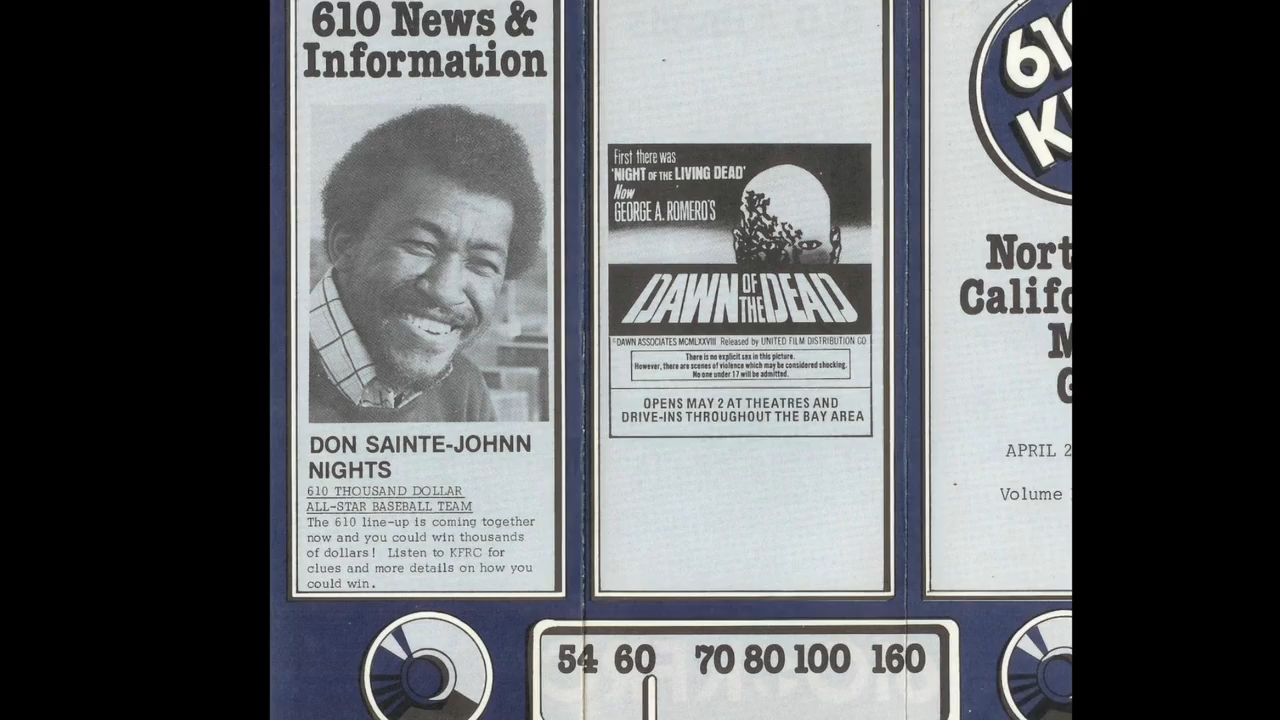 610 News &
Information
DON SAINTE-JOHNN
NIGHTS
610 THOUSAND DOLLAR
ALL-STAR BASEBALL TEAM
The 610 line-up is coming together
now and you could win thousands
of dollars! Listen to KFRC for
clues and more details on how you
could win.
First there was
'NIGHT OF THE LIVING DEAD'
Now
GEORGE A. ROMERO'S
DAWN OF THE DEAD
©DAWN ASSOCIATES MCMLXXVIII Released by UNITED FILM DISTRIBUTION CO.
There is no explicit sex in this picture.
However, there are scenes of violence which may be considered shocking.
No one under 17 will be admitted.
OPENS MAY 2 AT THEATRES AND
DRIVE-INS THROUGHOUT THE BAY AREA
61
K
Nort
Califo
M
G
APRIL 2
Volume
54 60 70 80 100 160